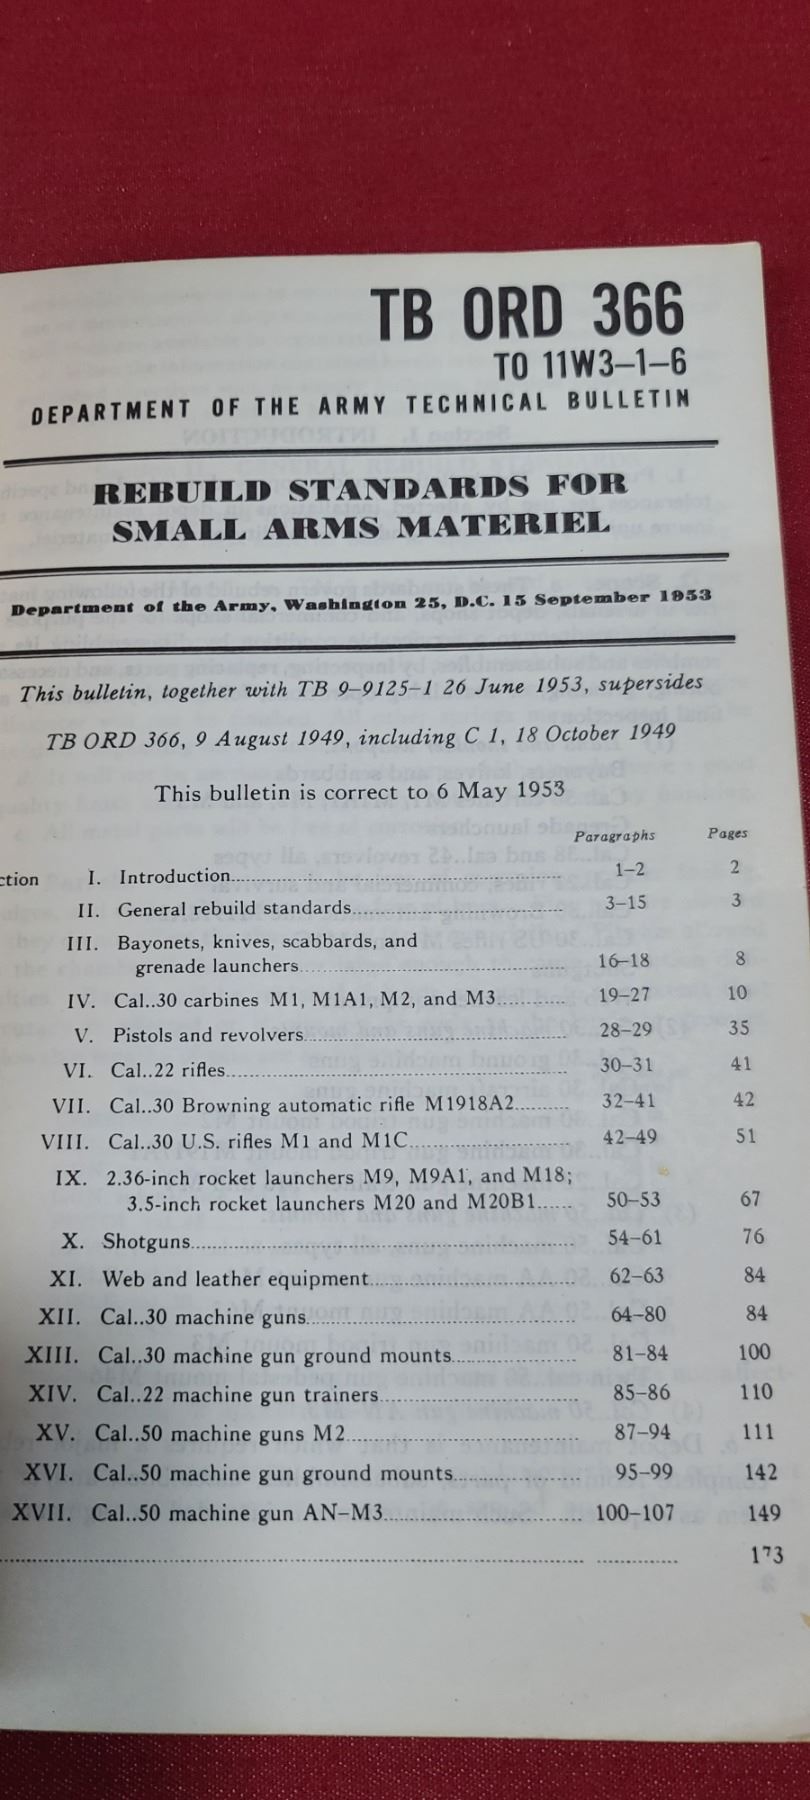 TB ORD 366
TO 11W3-1-6
DEPARTMENT OF THE ARMY TECHNICAL BULLETIN
REBUILD STANDARDS FOR
SMALL ARMS MATERIEL
Department of the Army, Washington 25, D.C. 15 September 1953
This bulletin, together with TB 9-9125-1 26 June 1953, supersides
TB ORD 366, 9 August 1949, including C 1, 18 October 1949
This bulletin is correct to 6 May 1953
Paragraphs Pages
ction I. Introduction 1-2 2
II. General rebuild standards 3-15 3
III. Bayonets, knives, scabbards, and
grenade launchers 16-18 8
IV. Cal..30 carbines M1, M1A1, M2, and M3 19-27 10
V. Pistols and revolvers 28-29 35
VI. Cal..22 rifles 30-31 41
VII. Cal..30 Browning automatic rifle M1918A2 32-41 42
VIII. Cal..30 U.S. rifles M1 and M1C 42-49 51
IX. 2.36-inch rocket launchers M9, M9A1, and M18;
3.5-inch rocket launchers M20 and M20B1 50-53 67
X. Shotguns 54-61 76
XI. Web and leather equipment 62-63 84
XII. Cal..30 machine guns 64-80 84
XIII. Cal..30 machine gun ground mounts 81-84 100
XIV. Cal..22 machine gun trainers 85-86 110
XV. Cal..50 machine guns M2 87-94 111
XVI. Cal..50 machine gun ground mounts 95-99 142
XVII. Cal..50 machine gun AN-M3 100-107 149
173